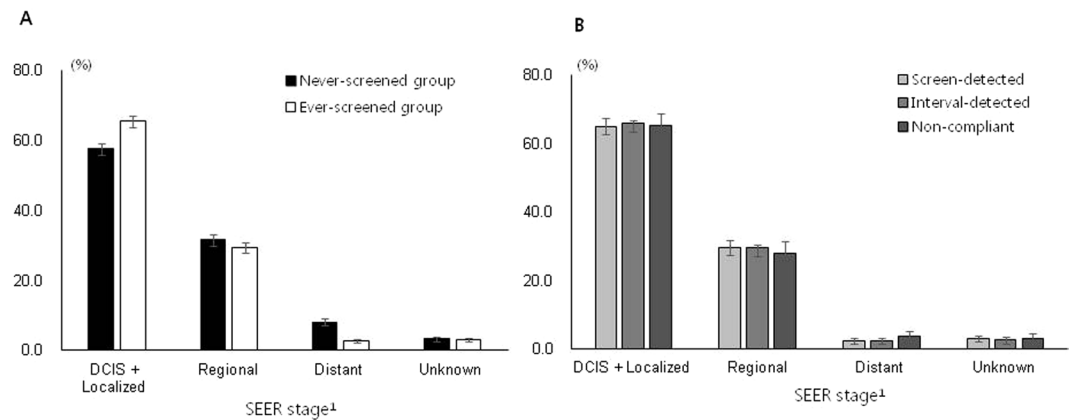 A
(%)
80.0
60.0
40.0
20.0
0.0
Never-screened group
Ever-screened group
DCIS + Localized
Regional
Distant
Unknown
SEER stage1
B
(%)
80.0
60.0
40.0
20.0
0.0
Screen-detected
Interval-detected
Non-compliant
DCIS + Localized
Regional
Distant
Unknown
SEER stage1